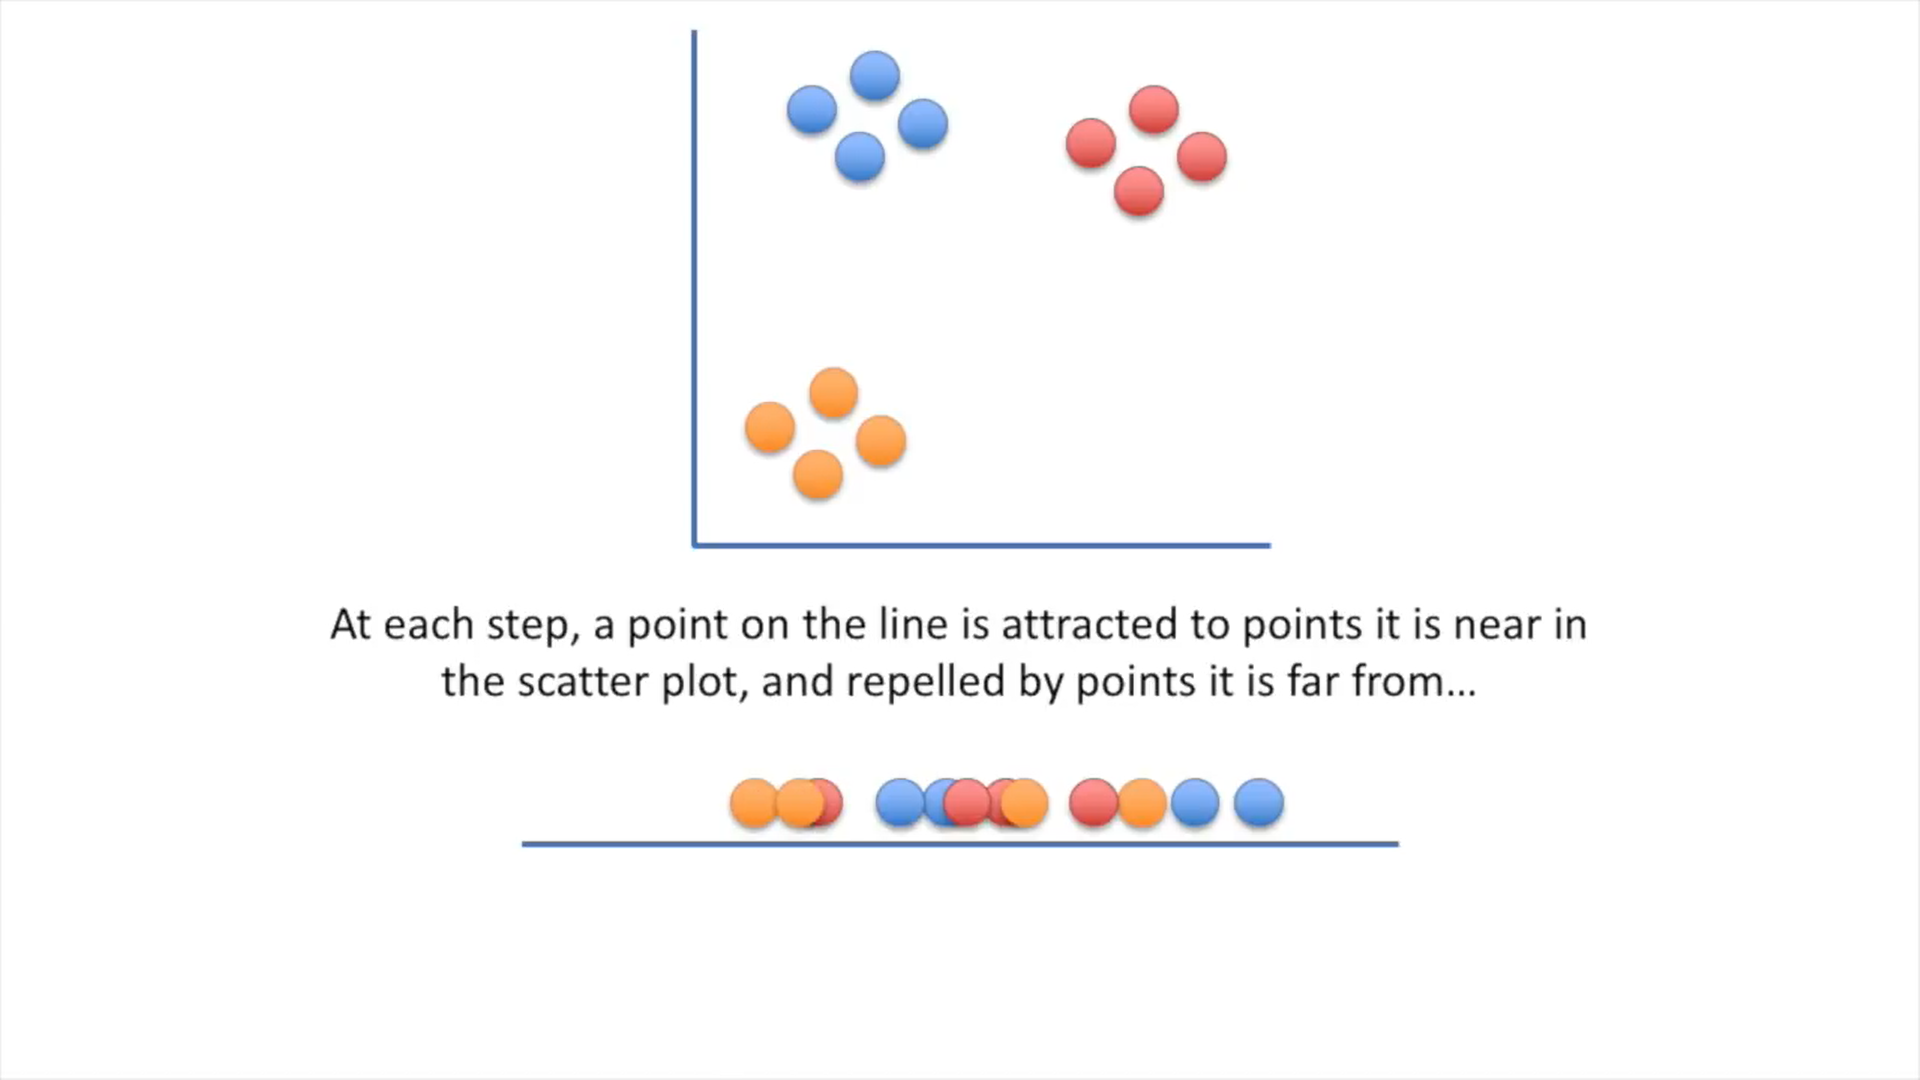 At each step, a point on the line is attracted to points it is near in
the scatter plot, and repelled by points it is far from...